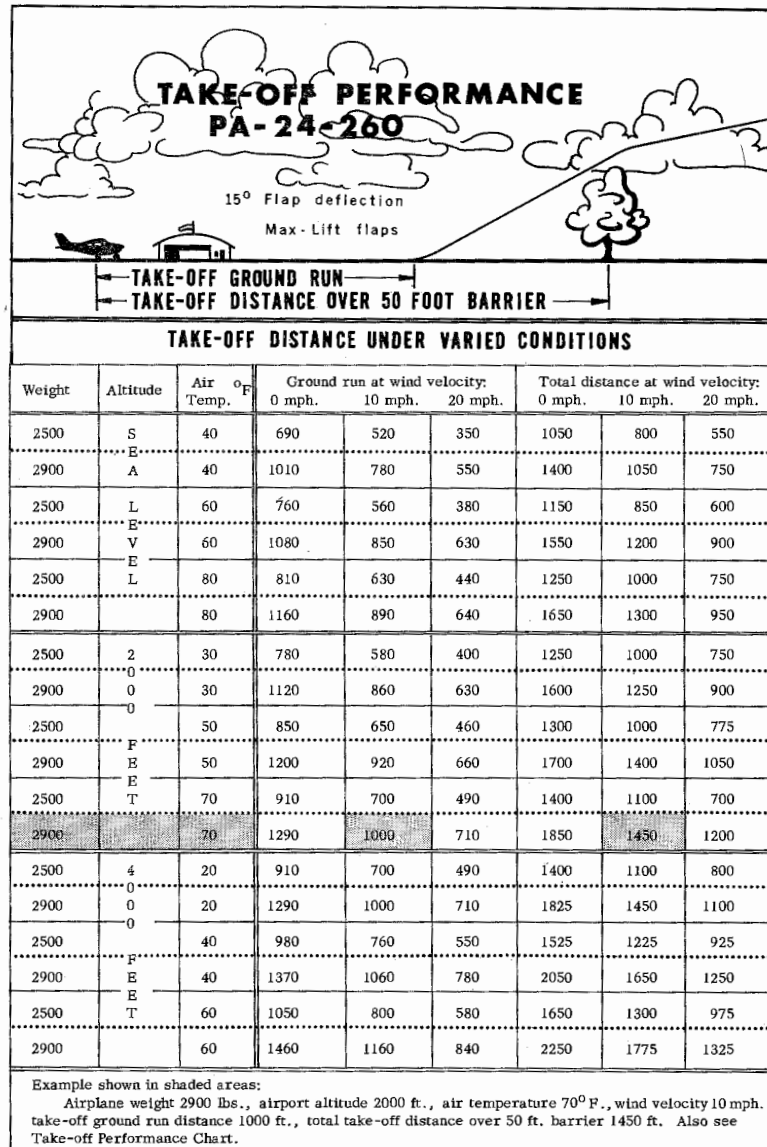 TAKE-OFF PERFORMANCE
PA-24-260
15° Flap deflection
Max-Lift flaps
TAKE-OFF GROUND RUN
TAKE-OFF DISTANCE OVER 50 FOOT BARRIER
TAKE-OFF DISTANCE UNDER VARIED CONDITIONS
Weight Altitude Air Temp. °F Ground run at wind velocity: Total distance at wind velocity:
0 mph. 10 mph. 20 mph. 0 mph. 10 mph. 20 mph.
SEA LEVEL
2500 40 690 520 350 1050 800 550
2900 40 1010 780 550 1400 1050 750
2500 60 760 560 380 1150 850 600
2900 60 1080 850 630 1550 1200 900
2500 80 810 630 440 1250 1000 750
2900 80 1160 890 640 1650 1300 950
2000 FEET
2500 30 780 580 400 1250 1000 750
2900 30 1120 860 630 1600 1250 900
2500 50 850 650 460 1300 1000 775
2900 50 1200 920 660 1700 1400 1050
2500 70 910 700 490 1400 1100 700
2900 70 1290 1000 710 1850 1450 1200
4000 FEET
2500 20 910 700 490 1400 1100 800
2900 20 1290 1000 710 1825 1450 1100
2500 40 980 760 550 1525 1225 925
2900 40 1370 1060 780 2050 1650 1250
2500 60 1050 800 580 1650 1300 975
2900 60 1460 1160 840 2250 1775 1325
Example shown in shaded areas:
Airplane weight 2900 lbs., airport altitude 2000 ft., air temperature 70° F., wind velocity 10 mph.
take-off ground run distance 1000 ft., total take-off distance over 50 ft. barrier 1450 ft. Also see
Take-off Performance Chart.